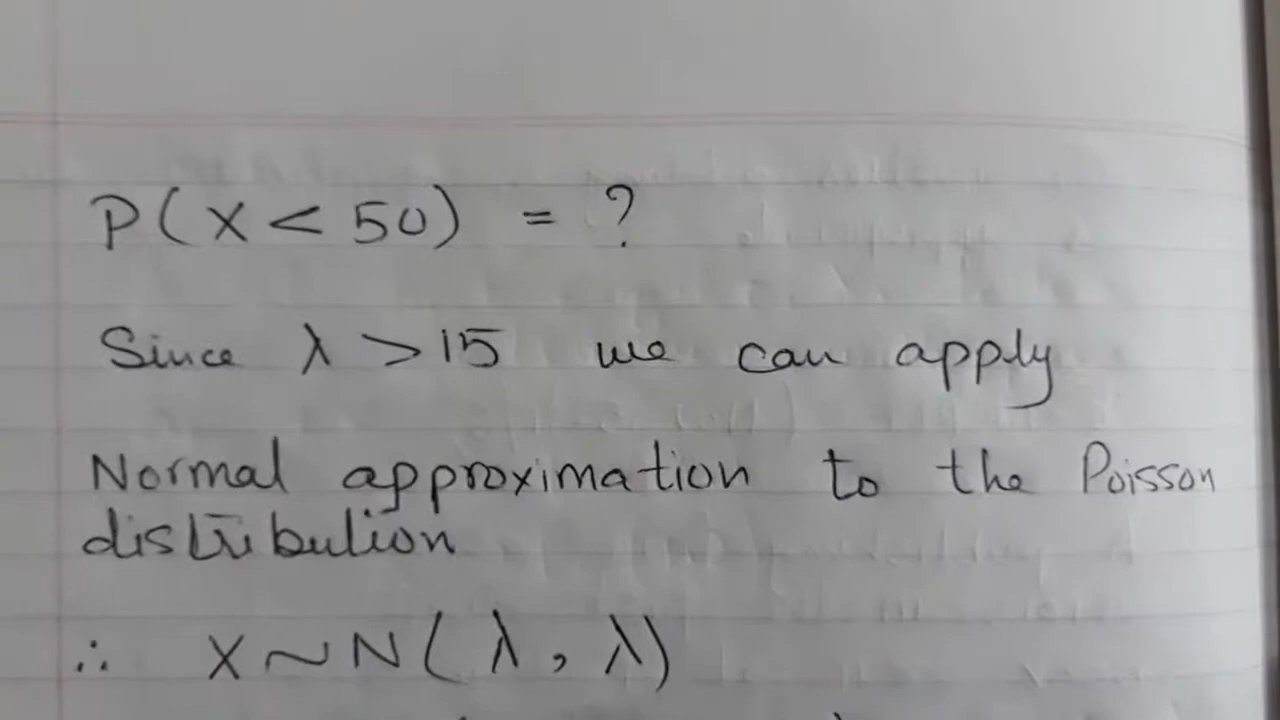 P(X < 50) = ?
Since λ > 15 we can apply
Normal approximation to the Poisson
distribution
∴ X ~ N(λ, λ)